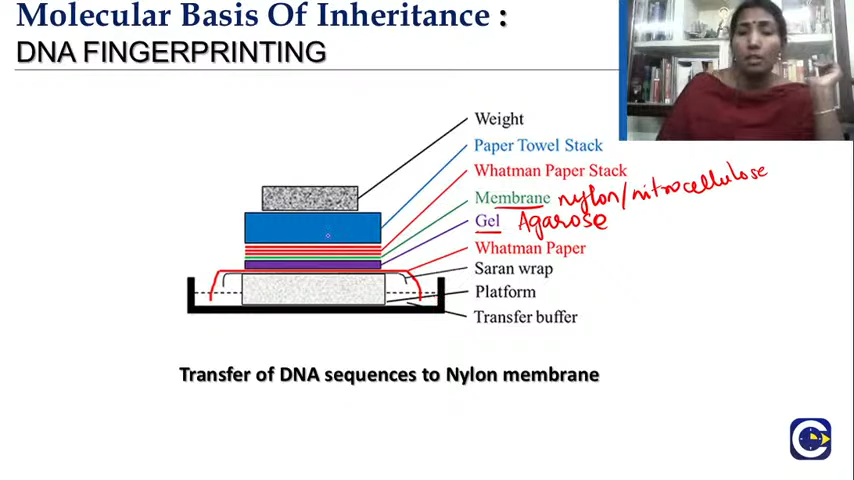 Molecular Basis Of Inheritance :
DNA FINGERPRINTING
Weight
Paper Towel Stack
Whatman Paper Stack
Membrane nylon/nitrocellulose
Gel Agarose
Whatman Paper
Saran wrap
Platform
Transfer buffer
Transfer of DNA sequences to Nylon membrane